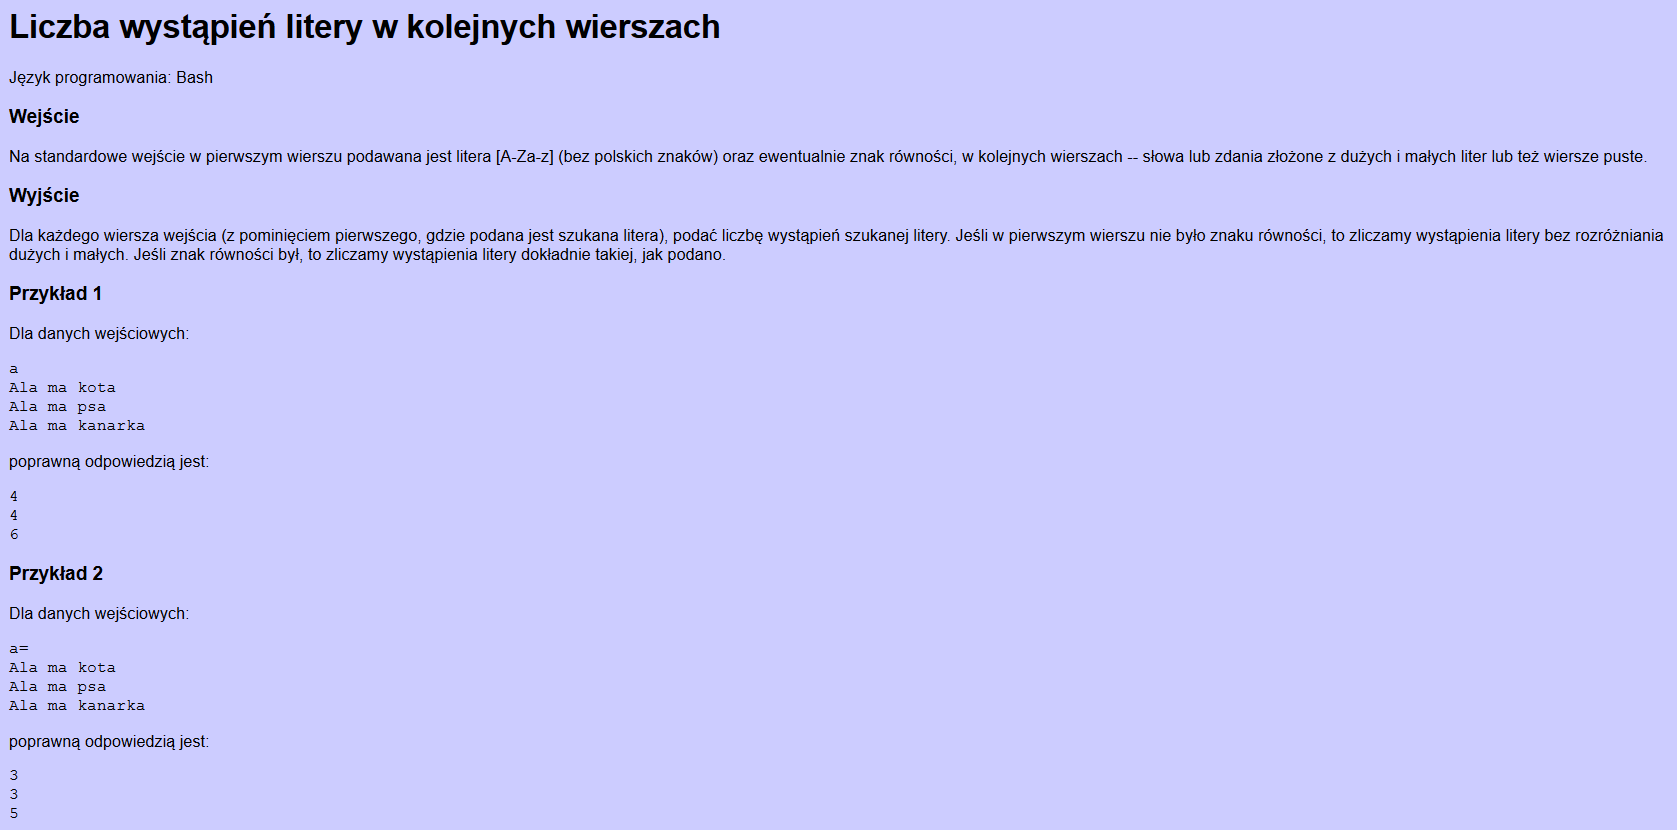 Liczba wystąpień litery w kolejnych wierszach
Język programowania: Bash
Wejście
Na standardowe wejście w pierwszym wierszu podawana jest litera [A-Za-z] (bez polskich znaków) oraz ewentualnie znak równości, w kolejnych wierszach -- słowa lub zdania złożone z dużych i małych liter lub też wiersze puste.
Wyjście
Dla każdego wiersza wejścia (z pominięciem pierwszego, gdzie podana jest szukana litera), podać liczbę wystąpień szukanej litery. Jeśli w pierwszym wierszu nie było znaku równości, to zliczamy wystąpienia litery bez rozróżniania
dużych i małych. Jeśli znak równości był, to zliczamy wystąpienia litery dokładnie takiej, jak podano.
Przykład 1
Dla danych wejściowych:
a
Ala ma kota
Ala ma psa
Ala ma kanarka
poprawną odpowiedzią jest:
4
4
6
Przykład 2
Dla danych wejściowych:
a=
Ala ma kota
Ala ma psa
Ala ma kanarka
poprawną odpowiedzią jest:
3
3
5